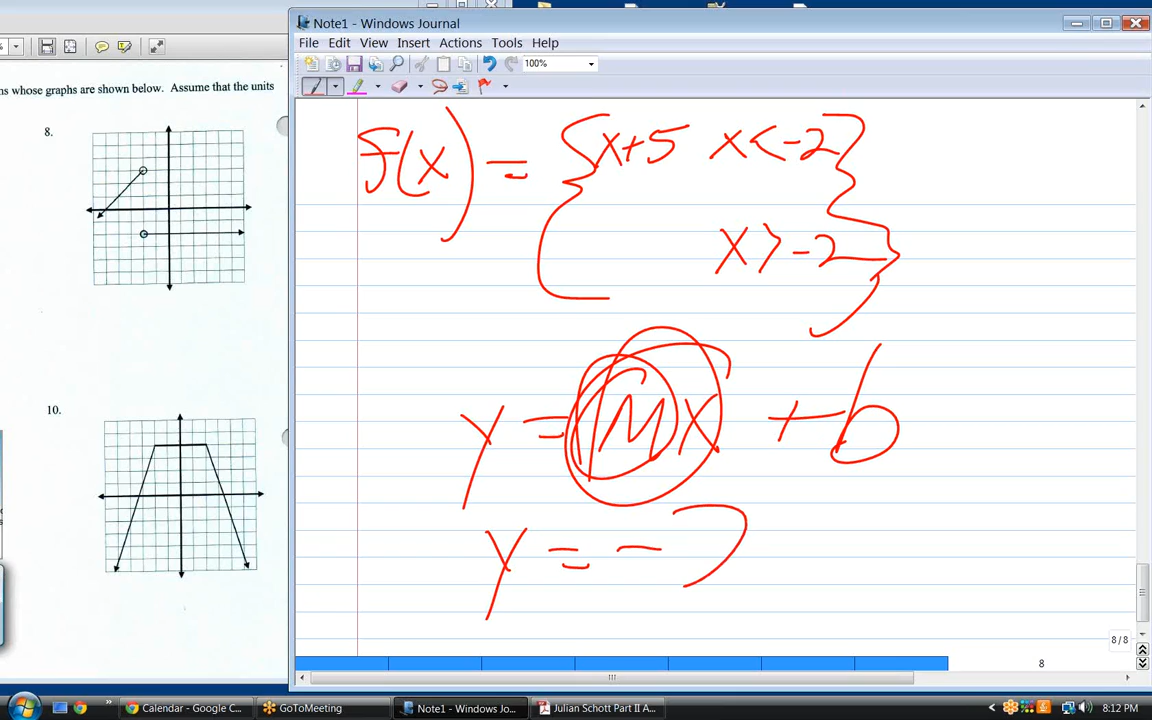 Note1 - Windows Journal
File Edit View Insert Actions Tools Help
100%
ns whose graphs are shown below. Assume that the units
8.
10.
f(x) = { x+5 x<-2 }
x>-2
y = mx + b
y = -
8/8
8
Calendar - Google C...
GoToMeeting
Note1 - Windows Jo...
Julian Schott Part II A...
8:12 PM